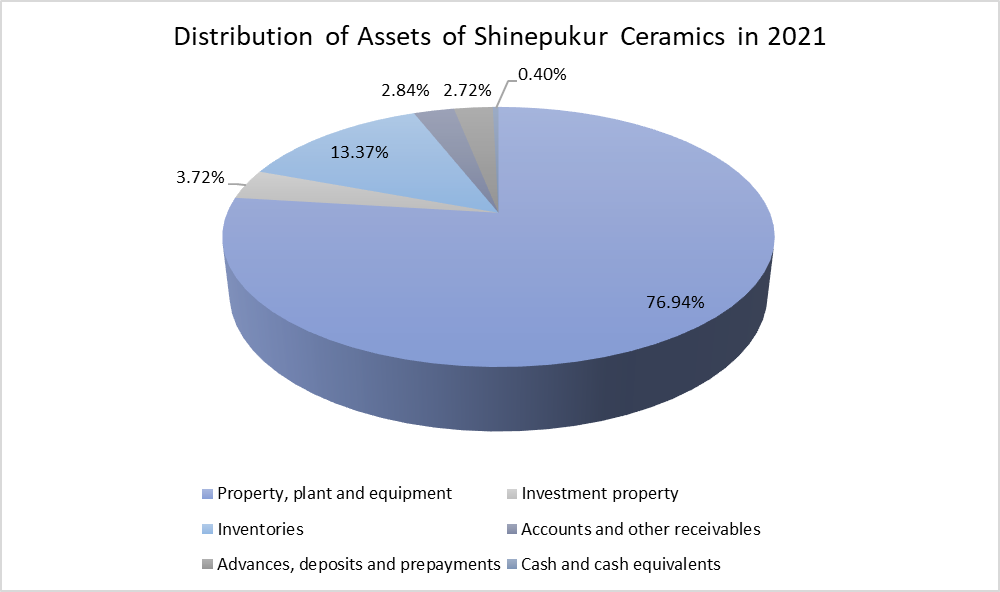 Distribution of Assets of Shinepukur Ceramics in 2021
0.40%
2.84% 2.72%
13.37%
3.72%
76.94%
Property, plant and equipment
Investment property
Inventories
Accounts and other receivables
Advances, deposits and prepayments
Cash and cash equivalents